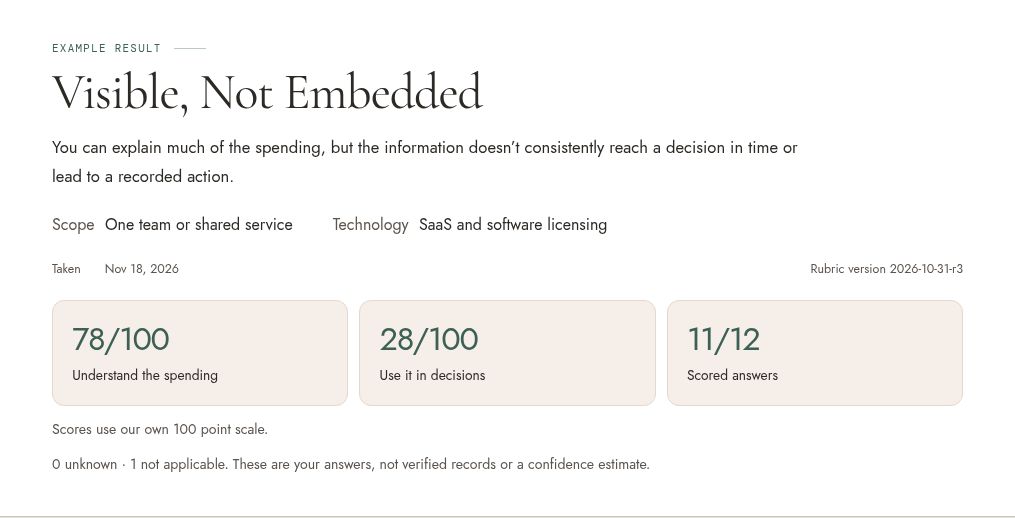 EXAMPLE RESULT
Visible, Not Embedded
You can explain much of the spending, but the information doesn’t consistently reach a decision in time or
lead to a recorded action.
Scope One team or shared service Technology SaaS and software licensing
Taken Nov 18, 2026 Rubric version 2026-10-31-r3
78/100 28/100 11/12
Understand the spending Use it in decisions Scored answers
Scores use our own 100 point scale.
0 unknown · 1 not applicable. These are your answers, not verified records or a confidence estimate.